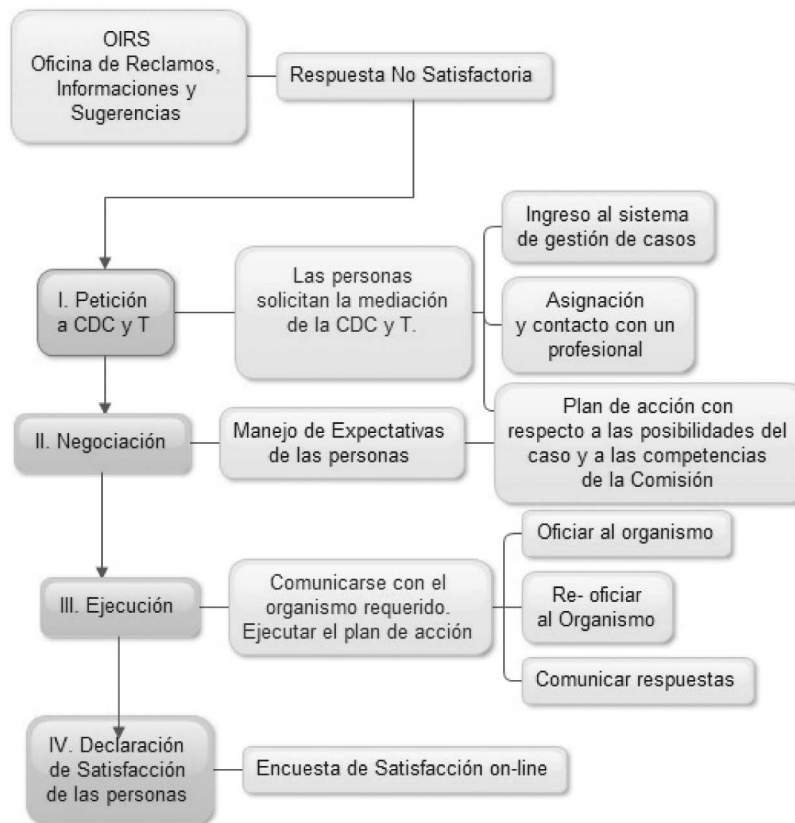 OIRS
Oficina de Reclamos,
Informaciones y
Sugerencias
Respuesta No Satisfactoria
I. Petición
a CDC y T
Las personas
solicitan la mediación
de la CDC y T.
Ingreso al sistema
de gestión de casos
Asignación
y contacto con un
profesional
Plan de acción con
respecto a las posibilidades del
caso y a las competencias
de la Comisión
II. Negociación
Manejo de Expectativas
de las personas
III. Ejecución
Comunicarse con el
organismo requerido.
Ejecutar el plan de acción
Oficiar al organismo
Re- oficiar
al Organismo
Comunicar respuestas
IV. Declaración
de Satisfacción
de las personas
Encuesta de Satisfacción on-line